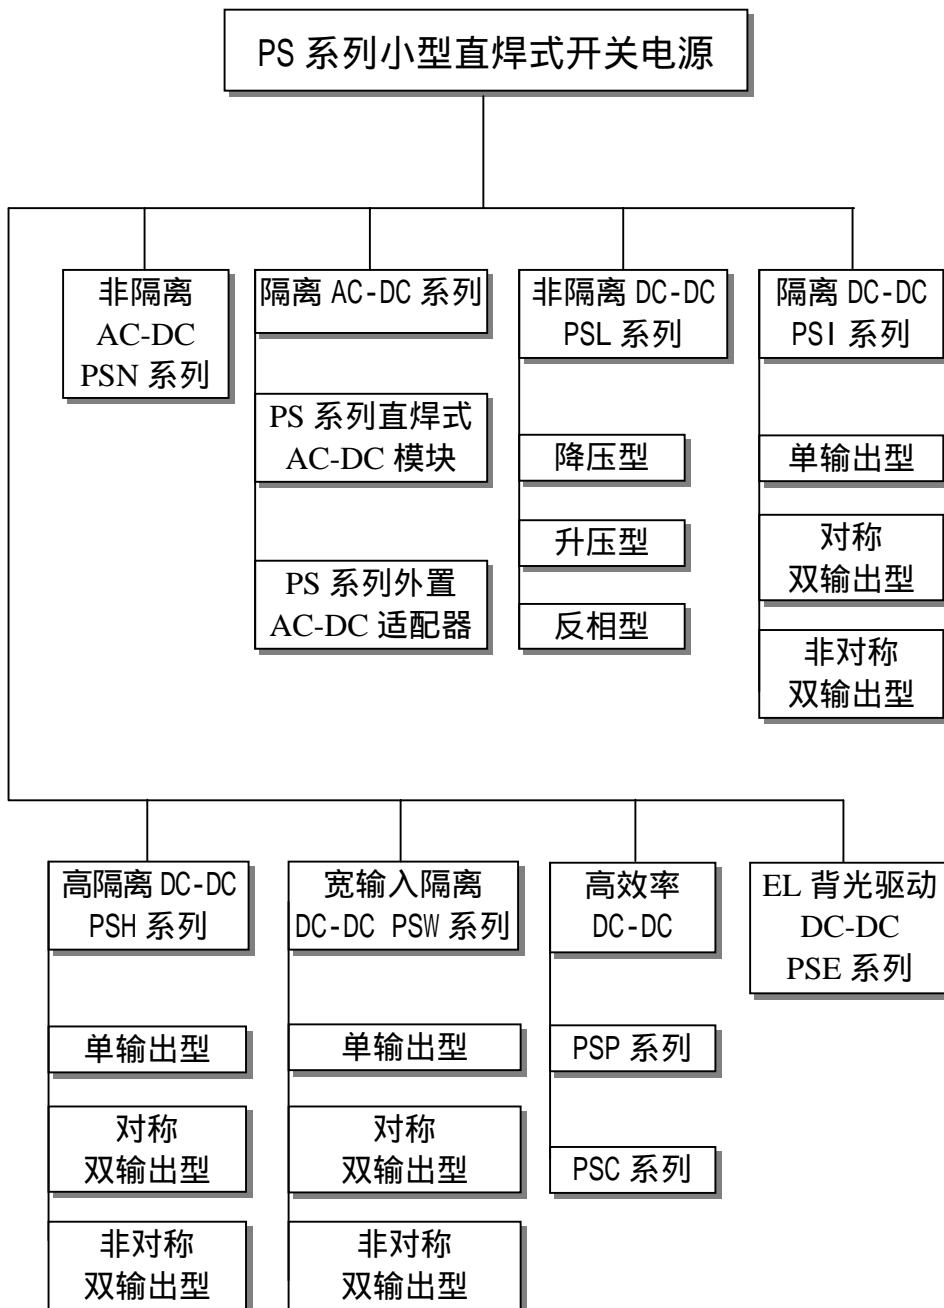 PS 系列小型直焊式开关电源
非隔离
AC-DC
PSN 系列
隔离 AC-DC 系列
PS 系列直焊式
AC-DC 模块
PS 系列外置
AC-DC 适配器
非隔离 DC-DC
PSL 系列
降压型
升压型
反相型
隔离 DC-DC
PSI 系列
单输出型
对称
双输出型
非对称
双输出型
高隔离 DC-DC
PSH 系列
单输出型
对称
双输出型
非对称
双输出型
宽输入隔离
DC-DC PSW 系列
单输出型
对称
双输出型
非对称
双输出型
高效率
DC-DC
PSP 系列
PSC 系列
EL 背光驱动
DC-DC
PSE 系列